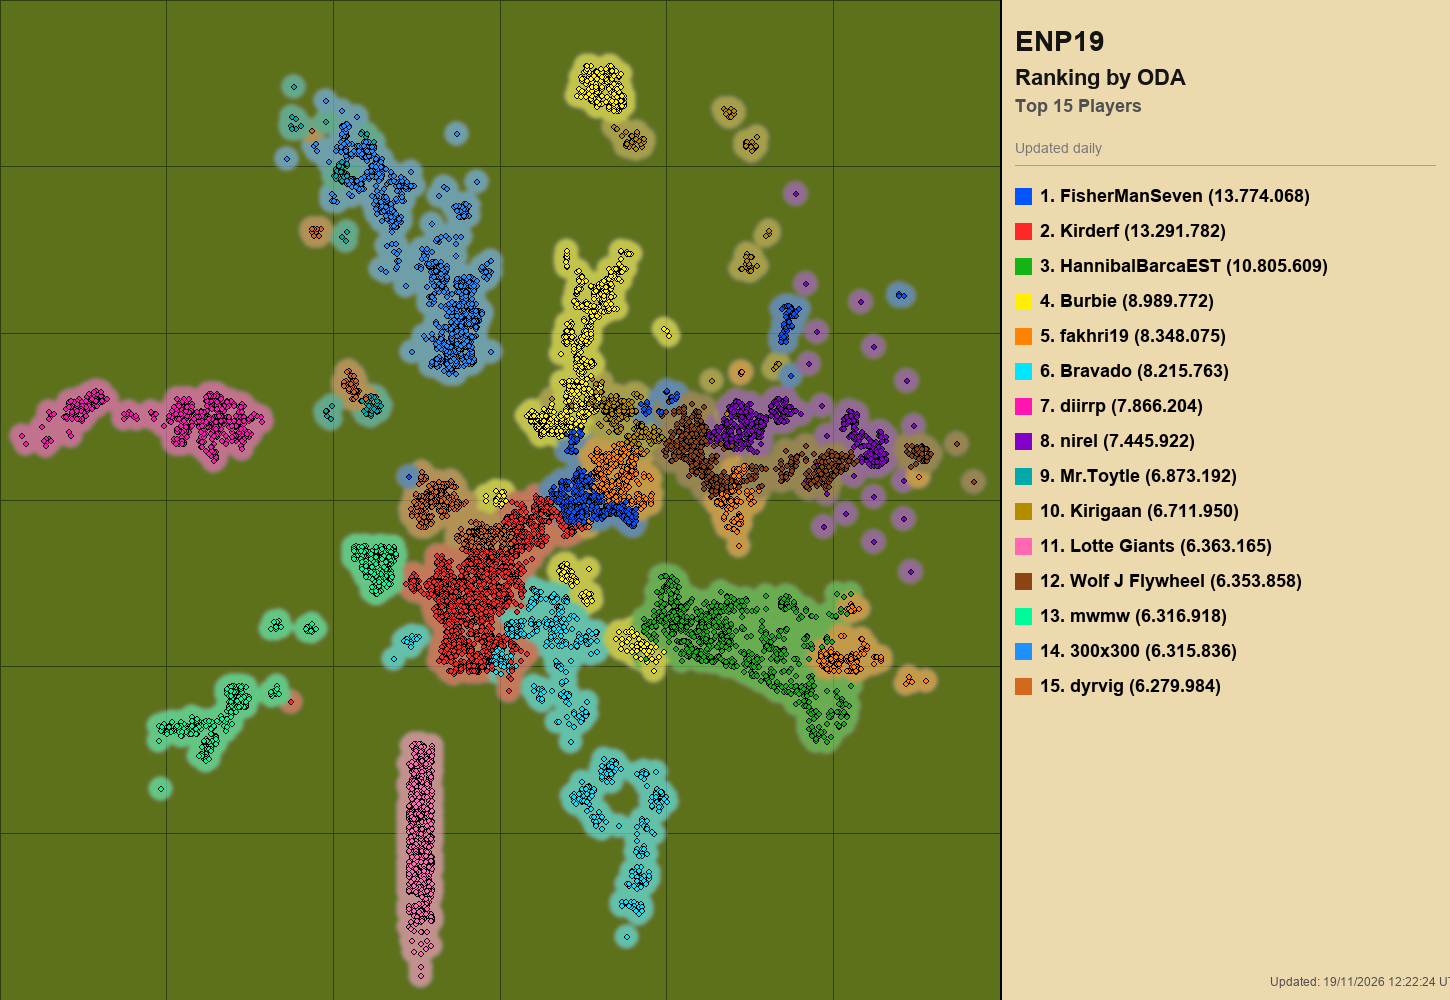 ENP19
Ranking by ODA
Top 15 Players
Updated daily
1. FisherManSeven (13.774.068)
2. Kirderf (13.291.782)
3. HannibalBarcaEST (10.805.609)
4. Burbie (8.989.772)
5. fakhri19 (8.348.075)
6. Bravado (8.215.763)
7. diirrp (7.866.204)
8. nirel (7.445.922)
9. Mr.Toytle (6.873.192)
10. Kirigaan (6.711.950)
11. Lotte Giants (6.363.165)
12. Wolf J Flywheel (6.353.858)
13. mwmw (6.316.918)
14. 300x300 (6.315.836)
15. dyrvig (6.279.984)
Updated: 19/11/2026 12:22:24